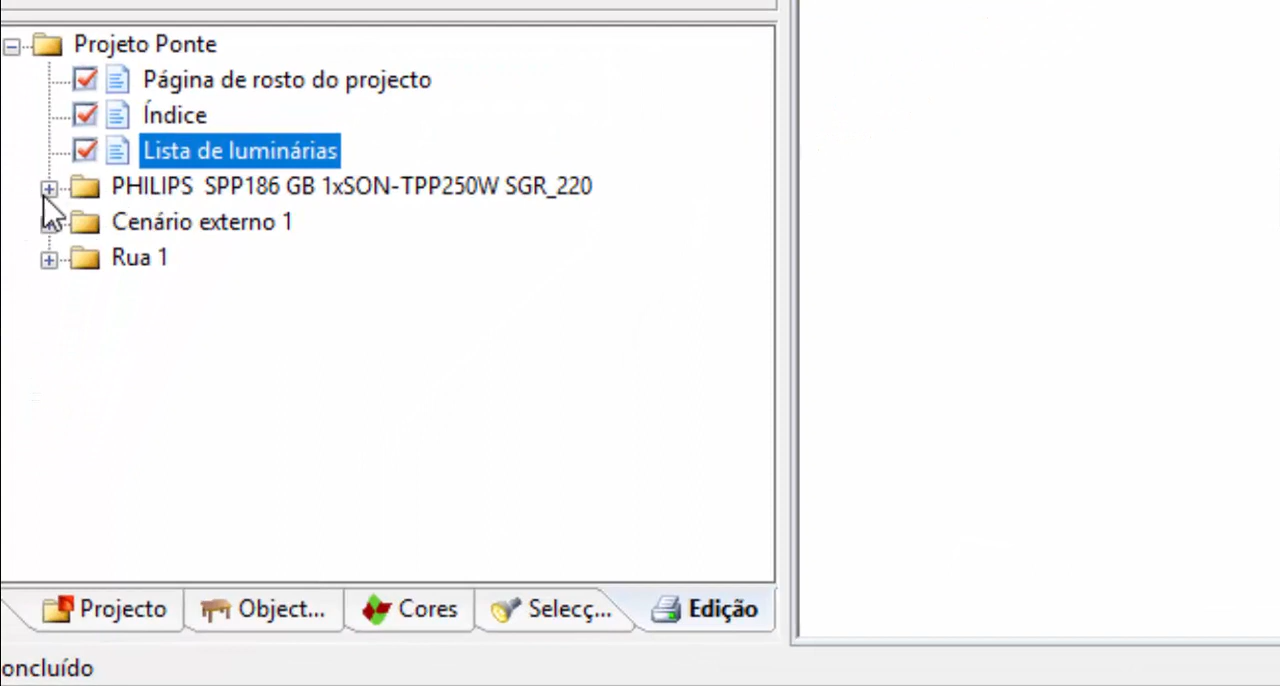 Projeto Ponte
Página de rosto do projecto
Índice
Lista de luminárias
PHILIPS SPP186 GB 1xSON-TPP250W SGR_220
Cenário externo 1
Rua 1
Projecto Object... Cores Selecç... Edição
oncluído